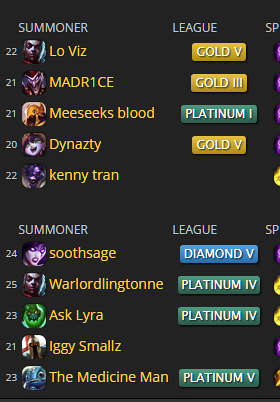 SUMMONER LEAGUE SP
22 Lo Viz GOLD V
21 MADR1CE GOLD III
21 Meeseeks blood PLATINUM I
20 Dynazty GOLD V
22 kenny tran
SUMMONER LEAGUE SP
24 soothsage DIAMOND V
25 Warlordlingtonne PLATINUM IV
23 Ask Lyra PLATINUM IV
21 Iggy Smallz
23 The Medicine Man PLATINUM V